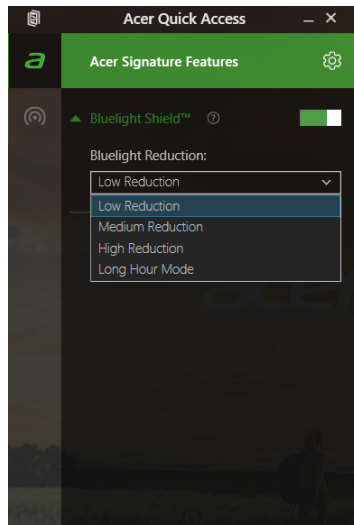 Acer Quick Access
a
Acer Signature Features
Bluelight Shield™ ?
Bluelight Reduction:
Low Reduction
Low Reduction
Medium Reduction
High Reduction
Long Hour Mode
acer